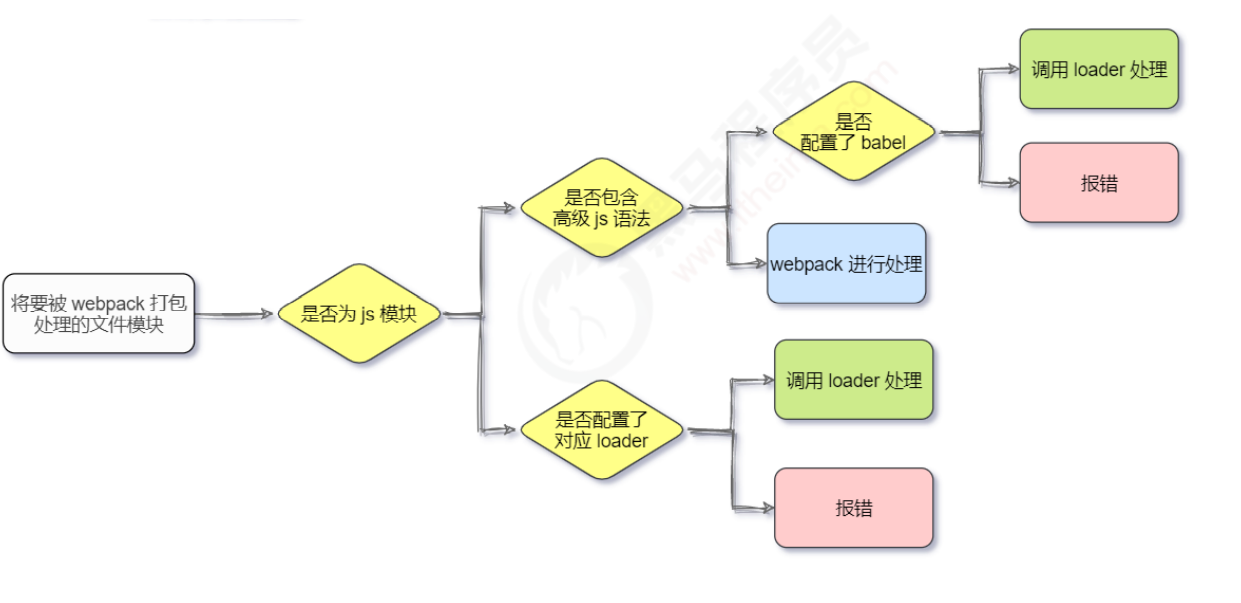 将要被 webpack 打包
处理的文件模块
是否为 js 模块
是否包含
高级 js 语法
是否
配置了 babel
调用 loader 处理
报错
webpack 进行处理
是否配置了
对应 loader
调用 loader 处理
报错
黑马程序员
www.itheima.com